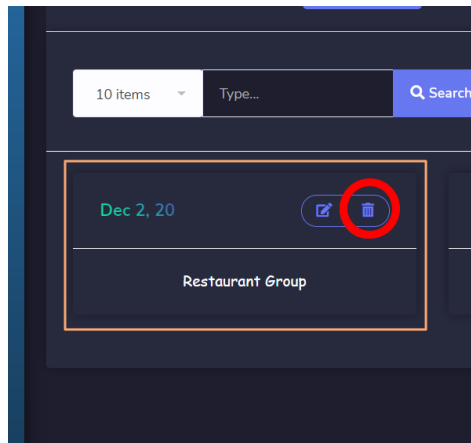 10 items
Type...
Search
Dec 2, 20
Restaurant Group